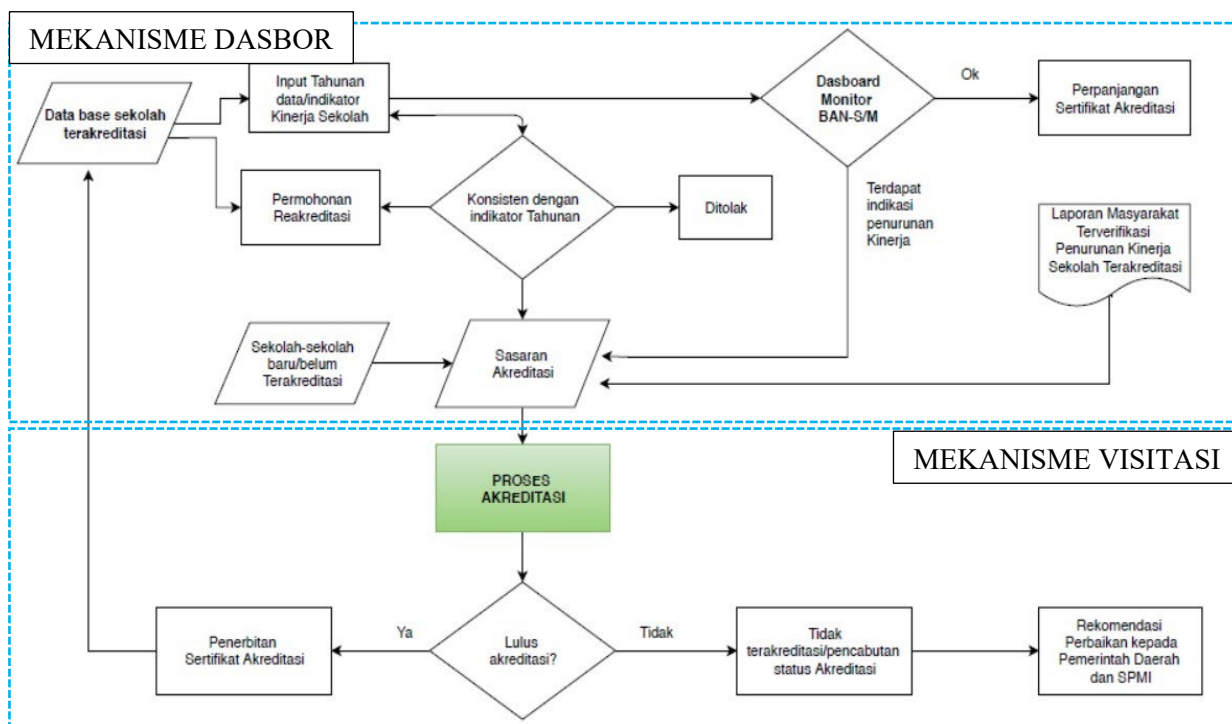 MEKANISME DASBOR
Data base sekolah
terakreditasi
Input Tahunan
data/indikator
Kinerja Sekolah
Dasboard
Monitor
BAN-S/M
Ok
Perpanjangan
Sertifikat Akreditasi
Permohonan
Reakreditasi
Konsisten dengan
indikator Tahunan
Ditolak
Terdapat
indikasi
penurunan
Kinerja
Laporan Masyarakat
Terverifikasi
Penurunan Kinerja
Sekolah Terakreditasi
Sekolah-sekolah
baru/belum
Terakreditasi
Sasaran
Akreditasi
MEKANISME VISITASI
PROSES
AKREDITASI
Penerbitan
Sertifikat Akreditasi
Ya
Lulus
akreditasi?
Tidak
Tidak
terakreditasi/pencabutan
status Akreditasi
Rekomendasi
Perbaikan kepada
Pemerintah Daerah
dan SPMI